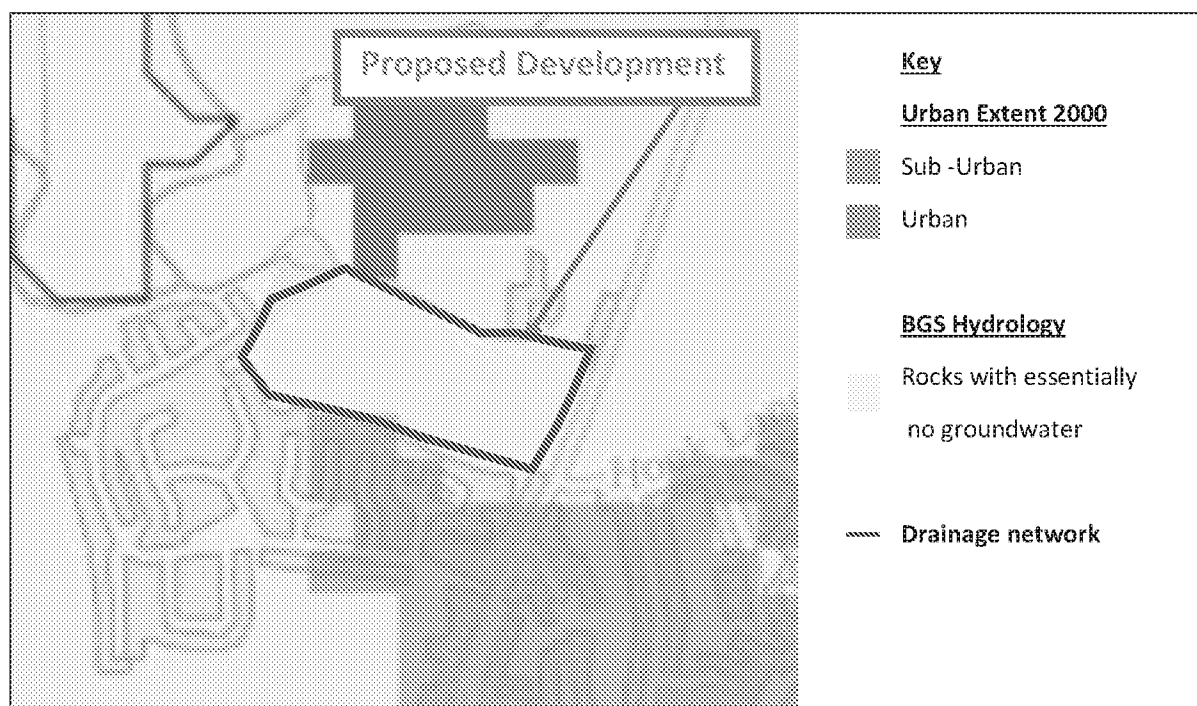 Proposed Development
Key
Urban Extent 2000
Sub -Urban
Urban
BGS Hydrology
Rocks with essentially
no groundwater
Drainage network